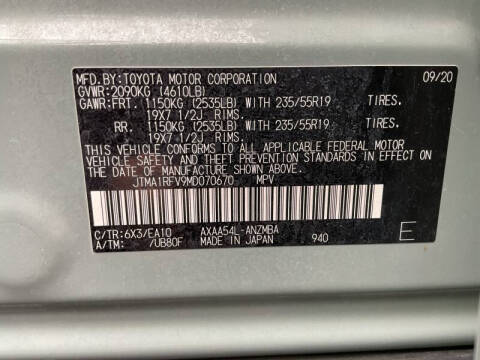 MFD.BY: TOYOTA MOTOR CORPORATION 09/20
GVWR: 2090KG (4610LB)
GAWR: FRT. 1150KG (2535LB) WITH 235/55R19 TIRES.
19X7 1/2J RIMS.
RR. 1150KG (2535LB) WITH 235/55R19 TIRES.
19X7-1/2J RIMS.
THIS VEHICLE CONFORMS TO ALL APPLICABLE FEDERAL MOTOR
VEHICLE SAFETY AND THEFT PREVENTION STANDARDS IN EFFECT ON
THE DATE OF MANUFACTURE SHOWN ABOVE.
JTMA1RFV9MD070670 MPV
C/TR: 6X3/EA10 AXAA54L-ANZMBA
A/TM: /UB80F MADE IN JAPAN 940 E